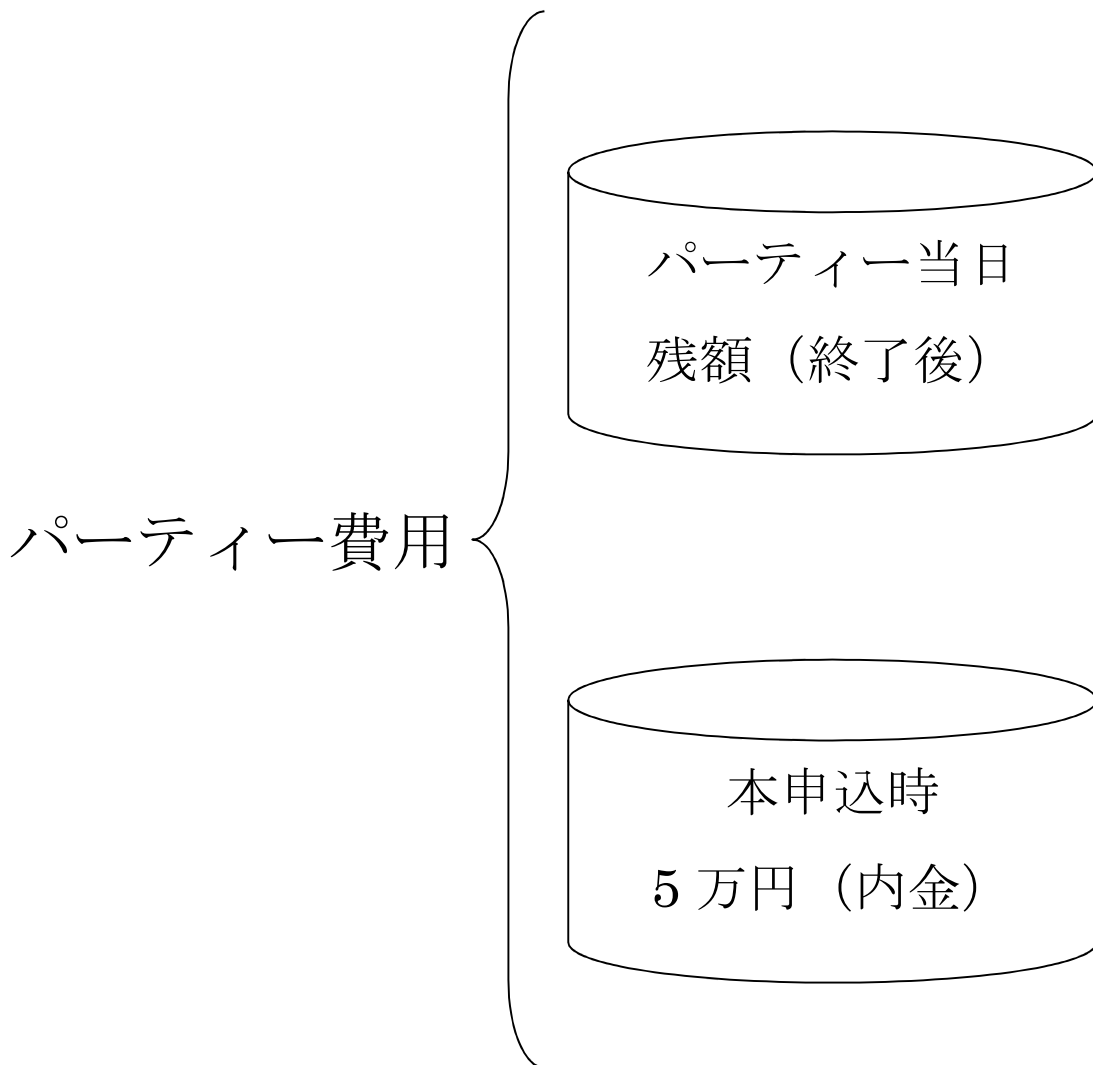 パーティー当日
残額（終了後）
パーティー費用
本申込時
5 万円（内金）